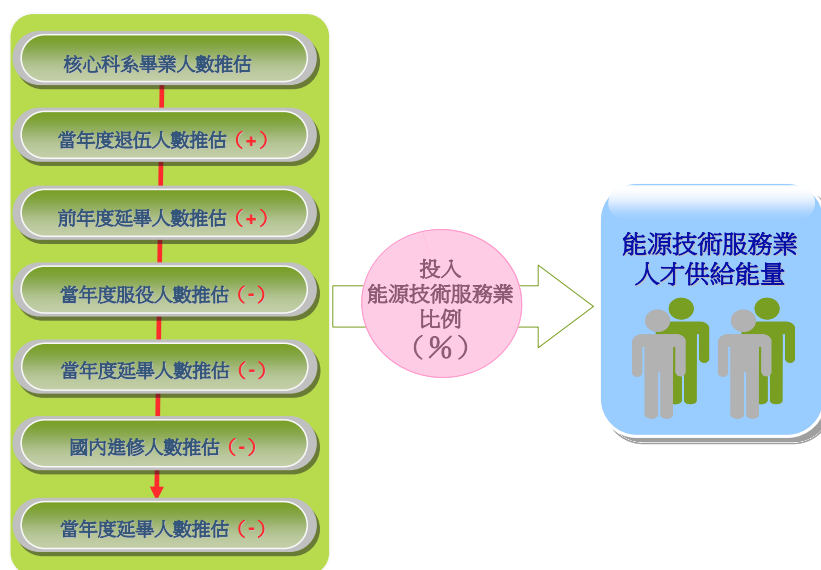 核心科系畢業人數推估
當年度退伍人數推估（+）
前年度延畢人數推估（+）
當年度服役人數推估（-）
當年度延畢人數推估（-）
國內進修人數推估（-）
當年度延畢人數推估（-）
投入
能源技術服務業
比例
（％）
能源技術服務業
人才供給能量